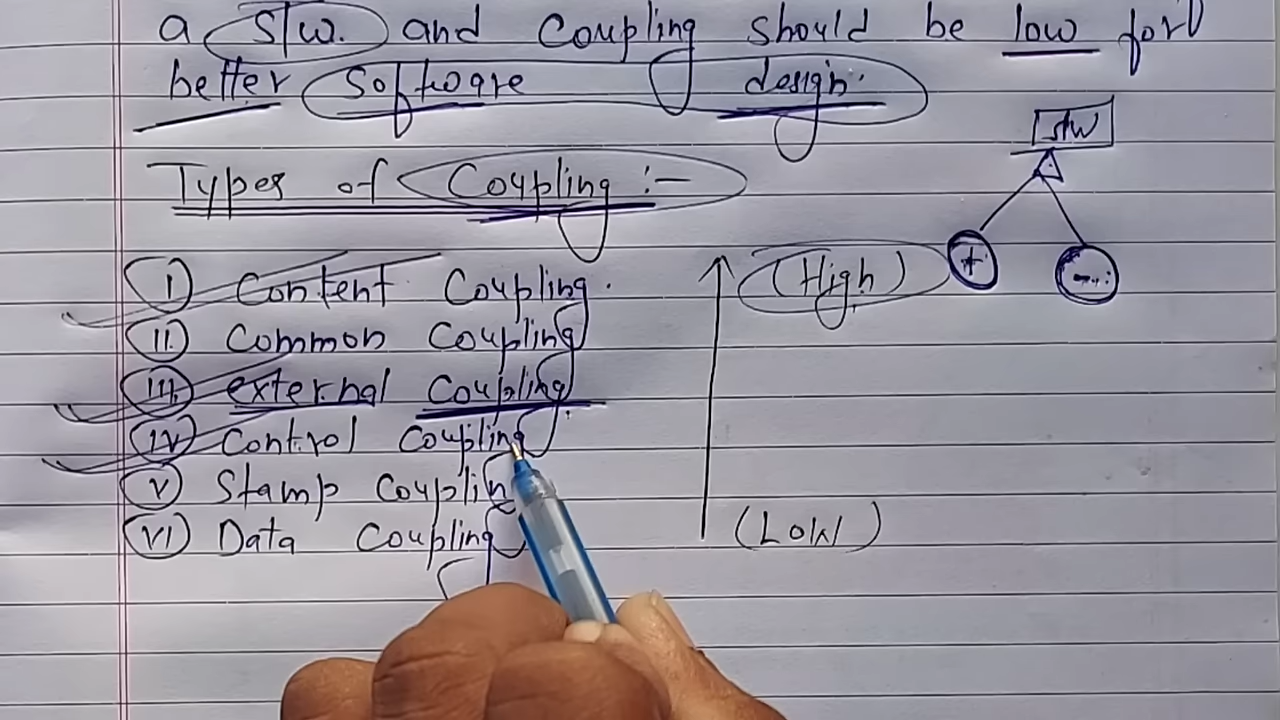 a S/w. and Coupling should be low for
better Software design.
S/w
Types of Coupling :-
I) Content Coupling.
(High)
+
II. Common Coupling
III. external Coupling
IV) Control Coupling
V) Stamp Couplin
VI) Data Coupling
(Low)